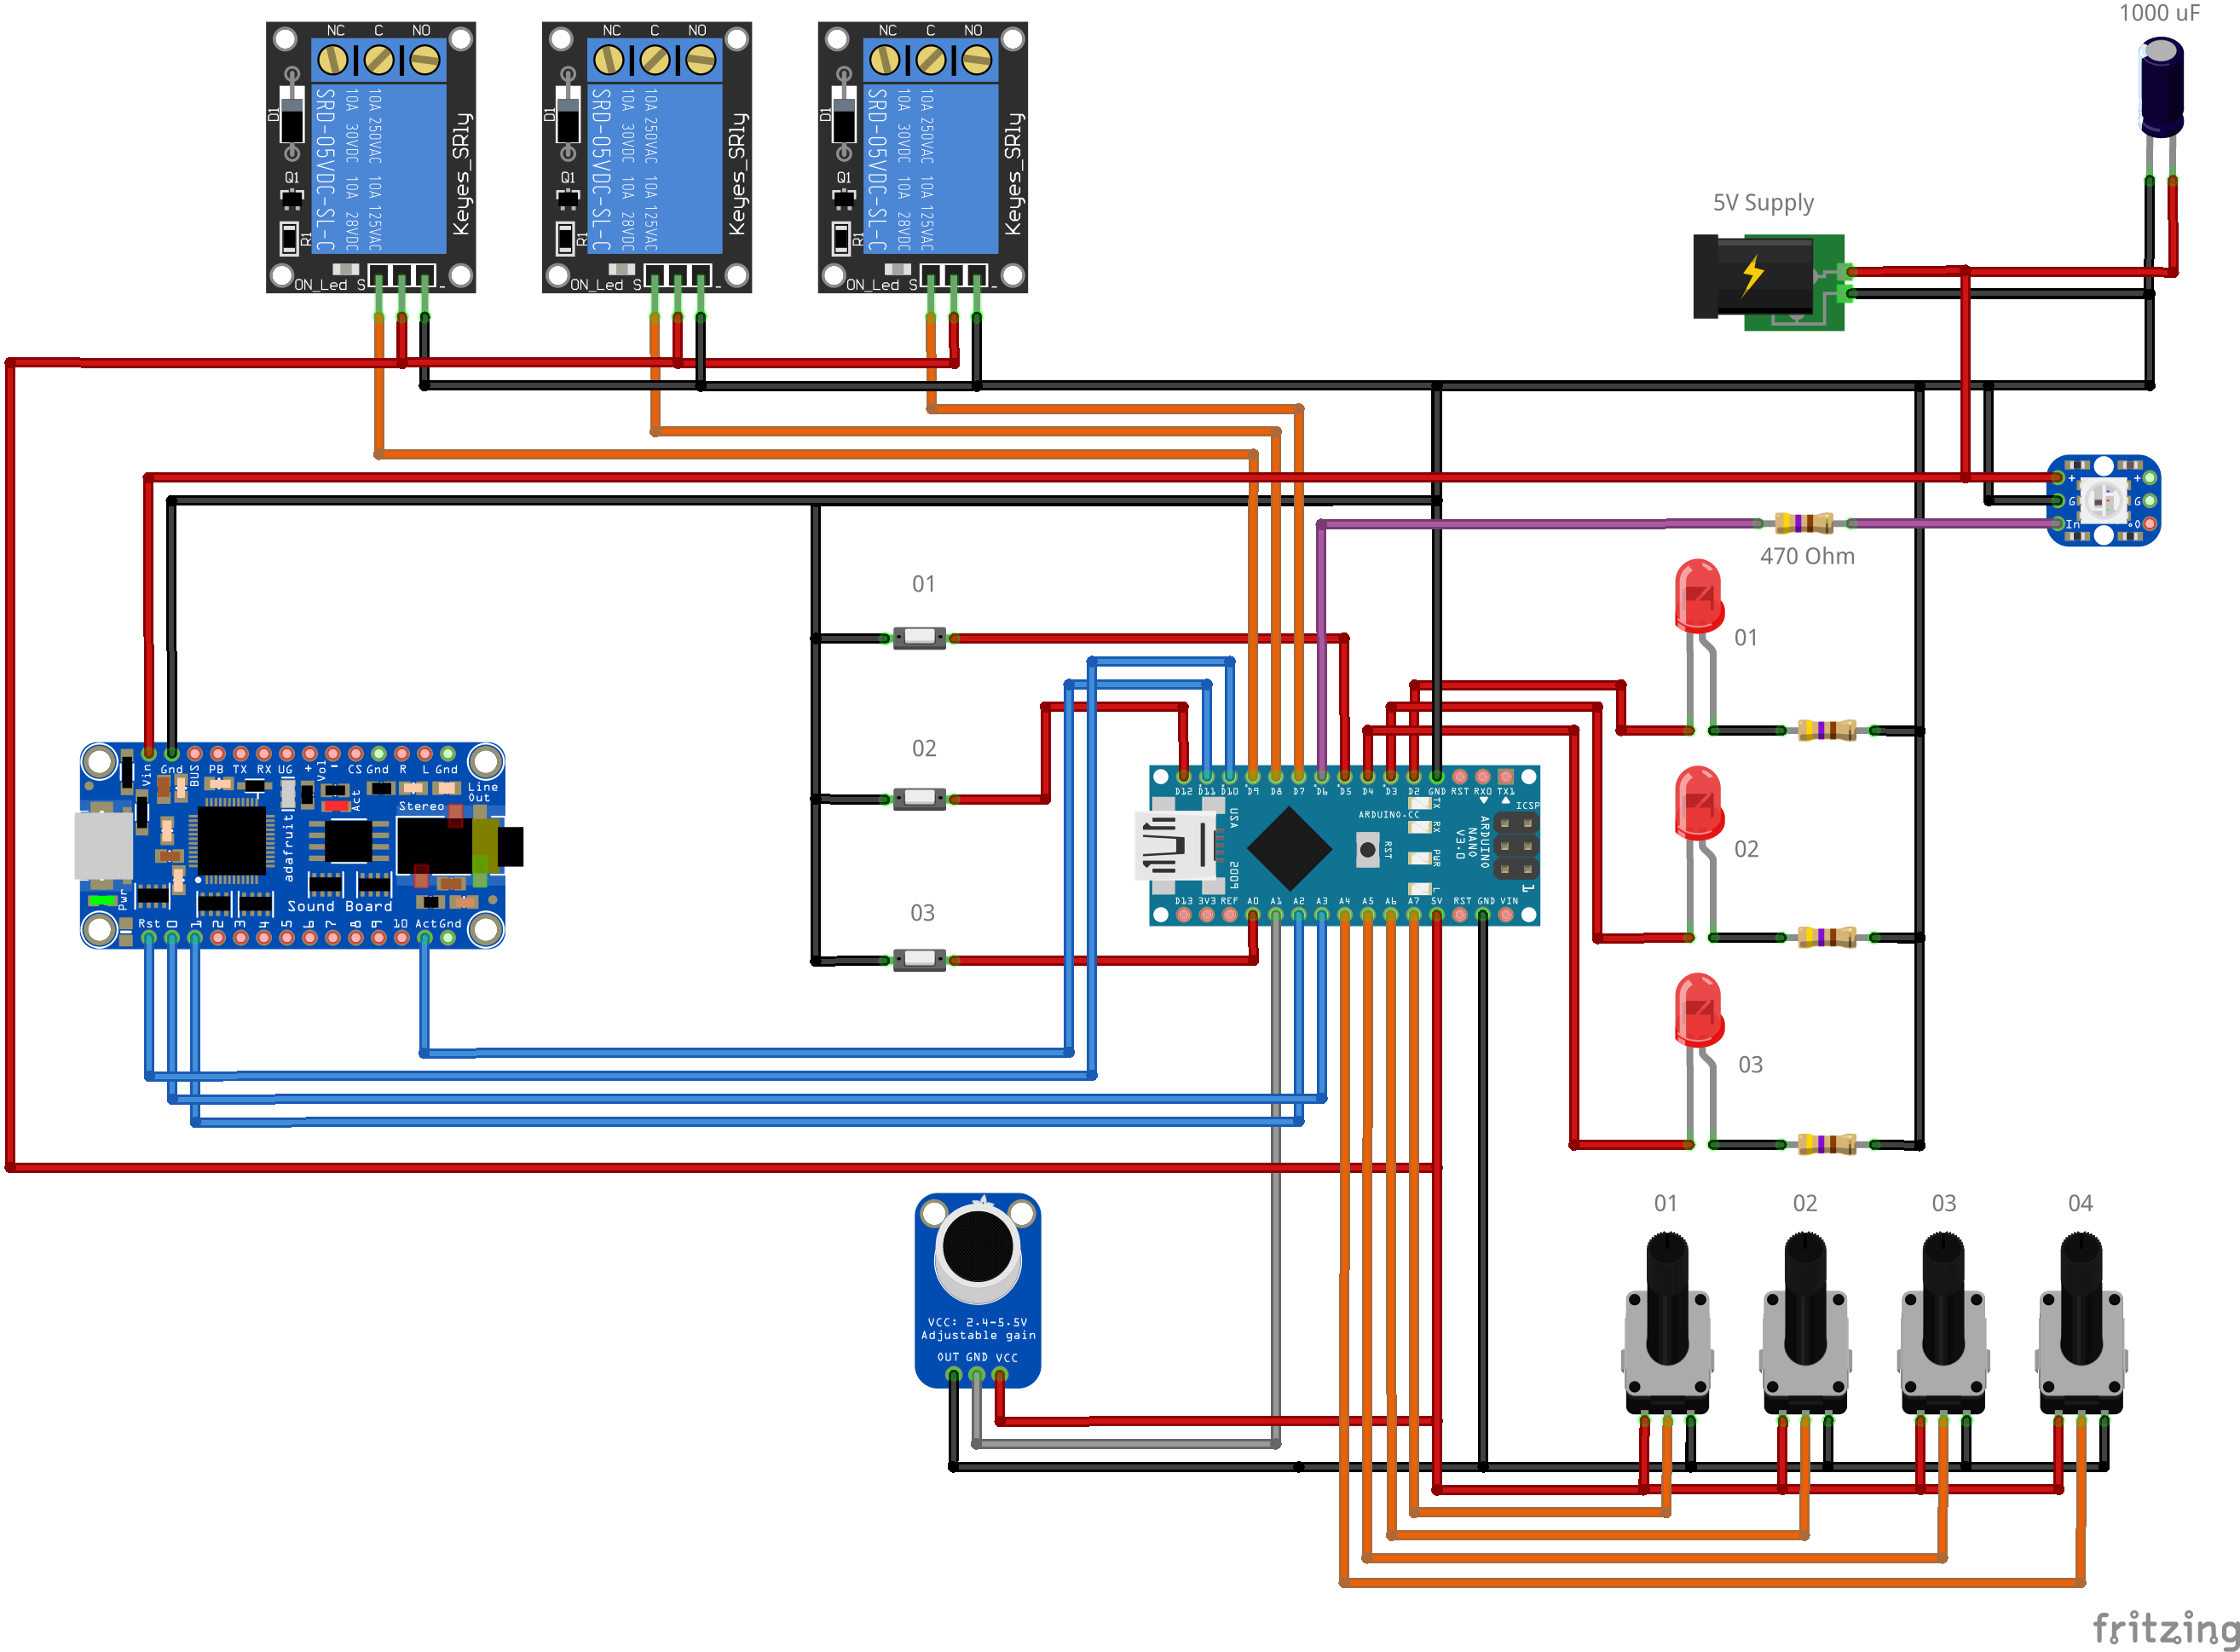 1000 uF
NC C NO
NC C NO
NC C NO
D1
SRD-05VDC-SL-C
10A 30VDC 10A 28VDC
10A 250VAC 10A 125VAC
Keyes_SRly
Q1
R1
ON_Led S -
D1
SRD-05VDC-SL-C
10A 30VDC 10A 28VDC
10A 250VAC 10A 125VAC
Keyes_SRly
Q1
R1
ON_Led S -
D1
SRD-05VDC-SL-C
10A 30VDC 10A 28VDC
10A 250VAC 10A 125VAC
Keyes_SRly
Q1
R1
ON_Led S -
5V Supply
+ +
G G
In O
470 Ohm
01
01
02
02
03
03
Vin Gnd BUS PB TX RX UG + Vol - CS Gnd R L Gnd
Line
Out
Act
Stereo
adafruit
Pwr
Sound Board
Rst 0 1 2 3 4 5 6 7 8 9 10 Act Gnd
D12 D11 D10 D9 D8 D7 D6 D5 D4 D3 D2 GND RST RX0 TX1
ICSP
ARDUINO.CC
USA
2009
RST
TX
RX
PWR
L
ARDUINO
NANO
V3.0
1
D13 3V3 REF A0 A1 A2 A3 A4 A5 A6 A7 5V RST GND VIN
VCC: 2.4-5.5V
Adjustable gain
OUT GND VCC
01 02 03 04
fritzing